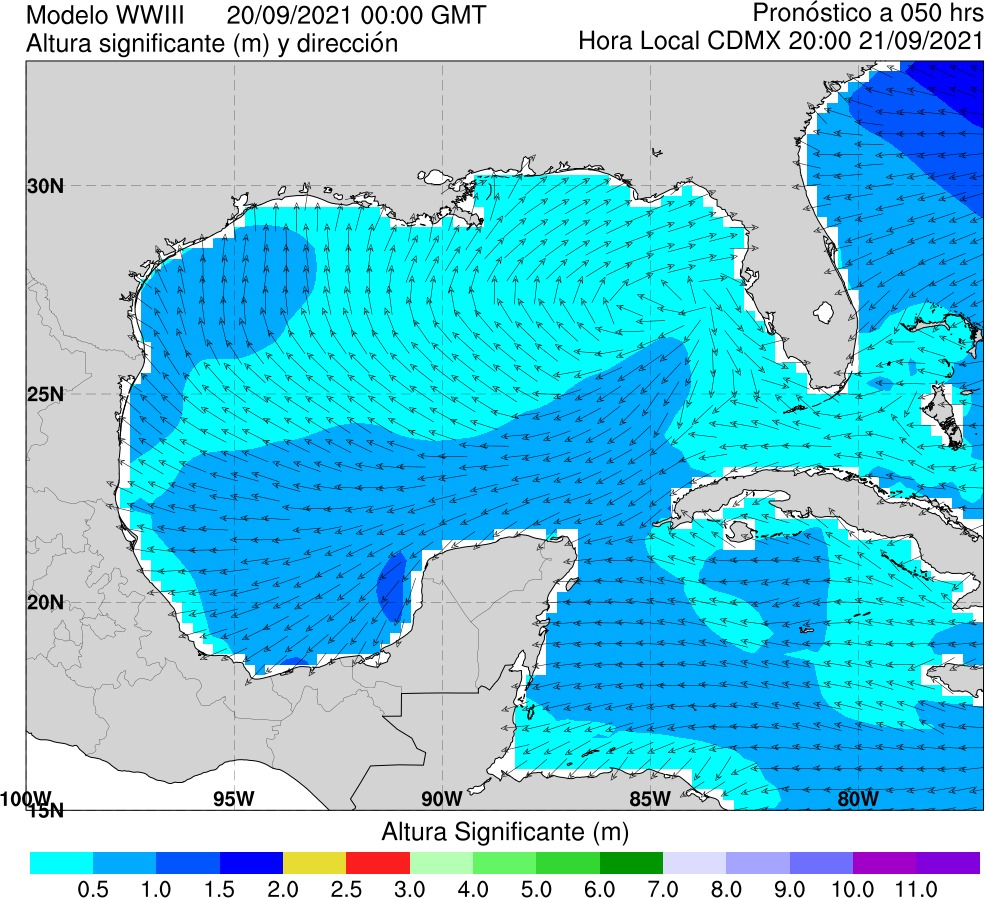 Modelo WWIII 20/09/2021 00:00 GMT Pronóstico a 050 hrs
Altura significante (m) y dirección Hora Local CDMX 20:00 21/09/2021
30N
25N
20N
100W 95W 90W 85W 80W
15N
Altura Significante (m)
0.5 1.0 1.5 2.0 2.5 3.0 4.0 5.0 6.0 7.0 8.0 9.0 10.0 11.0